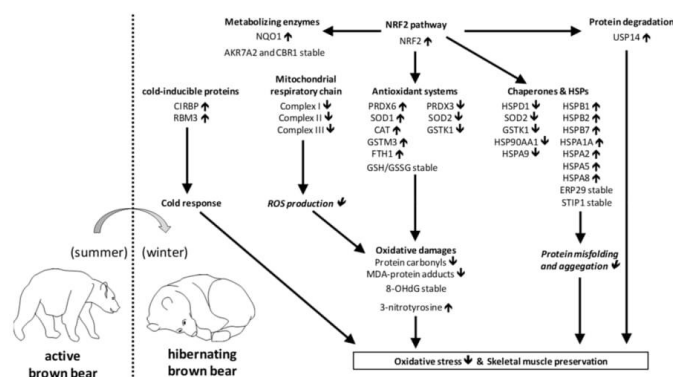 Metabolizing enzymes
NQO1 ↑
AKR7A2 and CBR1 stable
NRF2 pathway
NRF2 ↑
Protein degradation
USP14 ↑
cold-inducible proteins
CIRBP ↑
RBM3 ↑
Mitochondrial
respiratory chain
Complex I ↓
Complex II ↓
Complex III ↓
Antioxidant systems
PRDX6 ↑ PRDX3 ↓
SOD1 ↑ SOD2 ↓
CAT ↑ GSTK1 ↓
GSTM3 ↑
FTH1 ↑
GSH/GSSG stable
Chaperones & HSPs
HSPD1 ↓ HSPB1 ↑
SOD2 ↓ HSPB2 ↑
GSTK1 ↓ HSPB7 ↑
HSP90AA1 ↓ HSPA1A ↑
HSPA9 ↓ HSPA2 ↑
HSPA5 ↑
HSPA8 ↑
ERP29 stable
STIP1 stable
Cold response
ROS production ↓
(summer) (winter)
Oxidative damages
Protein carbonyls ↓
MDA-protein adducts ↓
8-OHdG stable
3-nitrotyrosine ↑
Protein misfolding
and aggegation ↓
active
brown bear
hibernating
brown bear
Oxidative stress ↓ & Skeletal muscle preservation